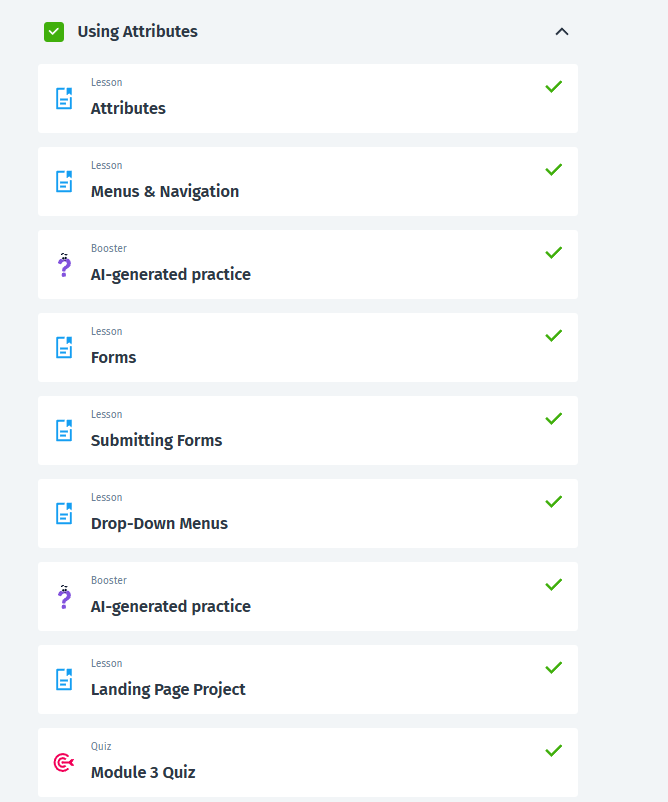 Using Attributes
Lesson
Attributes
Lesson
Menus & Navigation
Booster
AI-generated practice
Lesson
Forms
Lesson
Submitting Forms
Lesson
Drop-Down Menus
Booster
AI-generated practice
Lesson
Landing Page Project
Quiz
Module 3 Quiz